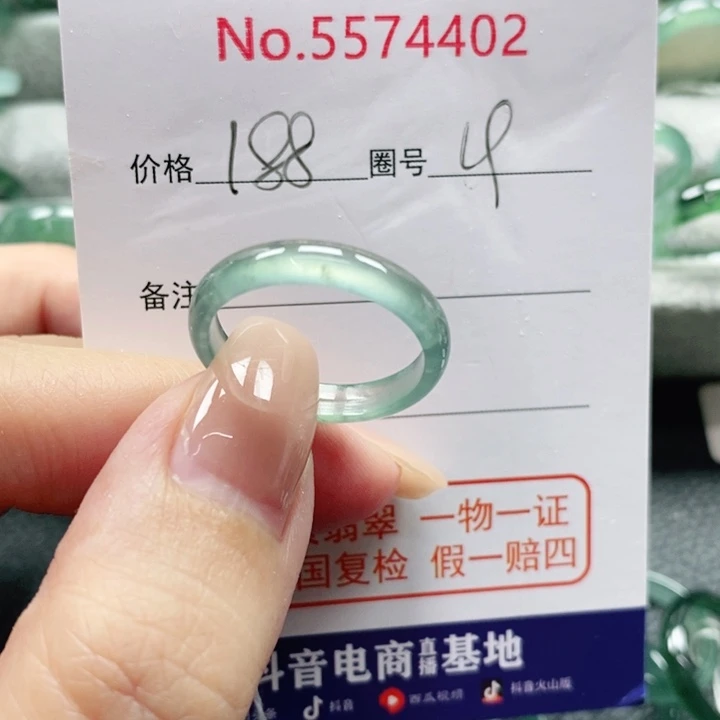 No.5574402
价格 188 圈号 4
备注
翡翠 一物一证
国复检 假一赔四
抖音电商直播基地
头条 抖音 西瓜视频 抖音火山版